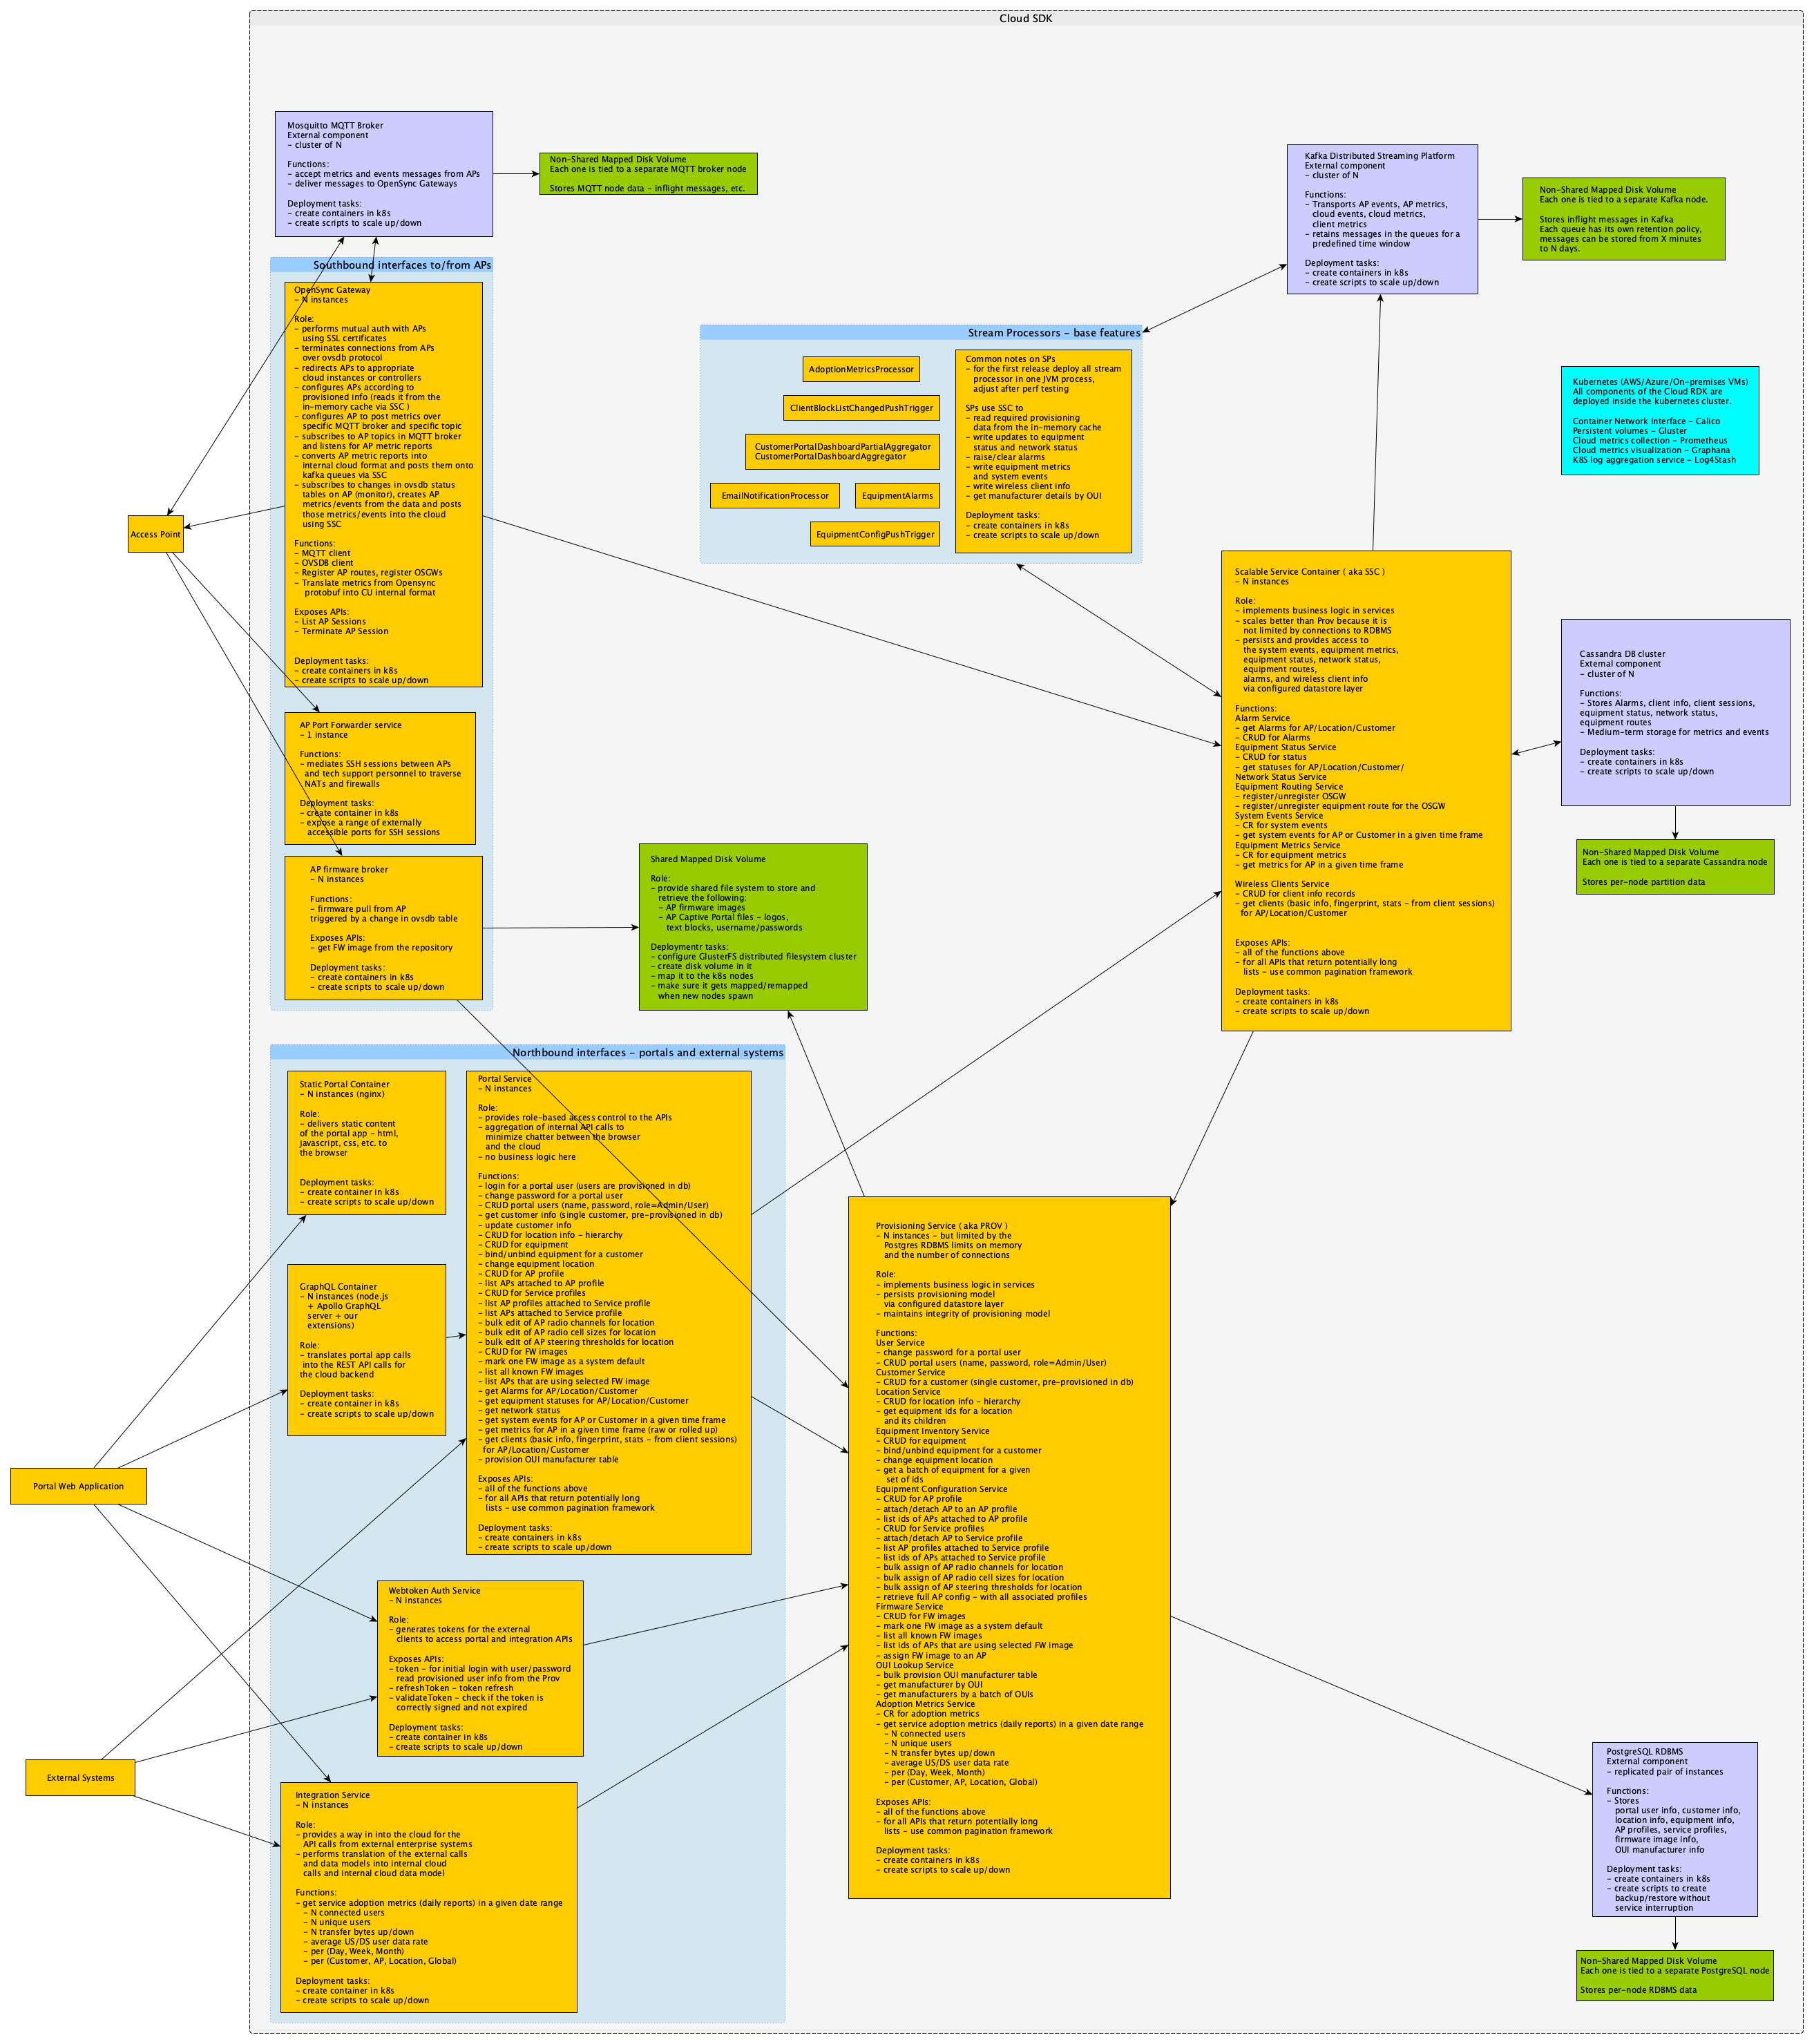 Cloud SDK
Mosquitto MQTT Broker
External component
- cluster of N
Functions:
- accept metrics and events messages from APs
- deliver messages to OpenSync Gateways
Deployment tasks:
- create containers in k8s
- create scripts to scale up/down
Non-Shared Mapped Disk Volume
Each one is tied to a separate MQTT broker node
Stores MQTT node data - inflight messages, etc.
Kafka Distributed Streaming Platform
External component
- cluster of N
Functions:
- Transports AP events, AP metrics,
cloud events, cloud metrics,
client metrics
- retains messages in the queues for a
predefined time window
Deployment tasks:
- create containers in k8s
- create scripts to scale up/down
Non-Shared Mapped Disk Volume
Each one is tied to a separate Kafka node.
Stores inflight messages in Kafka
Each queue has its own retention policy,
messages can be stored from X minutes
to N days.
Southbound interfaces to/from APs
OpenSync Gateway
- N instances
Role:
- performs mutual auth with APs
using SSL certificates
- terminates connections from APs
over ovsdb protocol
- redirects APs to appropriate
cloud instances or controllers
- configures APs according to
provisioned info (reads it from the
in-memory cache via SSC )
- configures AP to post metrics over
specific MQTT broker and specific topic
- subscribes to AP topics in MQTT broker
and listens for AP metric reports
- converts AP metric reports into
internal cloud format and posts them onto
kafka queues via SSC
- subscribes to changes in ovsdb status
tables on AP (monitor), creates AP
metrics/events from the data and posts
those metrics/events into the cloud
using SSC
Functions:
- MQTT client
- OVSDB client
- Register AP routes, register OSGWs
- Translate metrics from Opensync
protobuf into CU internal format
Exposes APIs:
- List AP Sessions
- Terminate AP Session
Deployment tasks:
- create containers in k8s
- create scripts to scale up/down
Access Point
AP Port Forwarder service
- 1 instance
Functions:
- mediates SSH sessions between APs
and tech support personnel to traverse
NATs and firewalls
Deployment tasks:
- create container in k8s
- expose a range of externally
accessible ports for SSH sessions
AP firmware broker
- N instances
Functions:
- firmware pull from AP
triggered by a change in ovsdb table
Exposes APIs:
- get FW image from the repository
Deployment tasks:
- create containers in k8s
- create scripts to scale up/down
Stream Processors - base features
AdoptionMetricsProcessor
ClientBlockListChangedPushTrigger
CustomerPortalDashboardPartialAggregator
CustomerPortalDashboardAggregator
EmailNotificationProcessor
EquipmentAlarms
EquipmentConfigPushTrigger
Common notes on SPs
- for the first release deploy all stream
processor in one JVM process,
adjust after perf testing
SPs use SSC to
- read required provisioning
data from the in-memory cache
- write updates to equipment
status and network status
- raise/clear alarms
- write equipment metrics
and system events
- write wireless client info
- get manufacturer details by OUI
Deployment tasks:
- create containers in k8s
- create scripts to scale up/down
Kubernetes (AWS/Azure/On-premises VMs)
All components of the Cloud RDK are
deployed inside the kubernetes cluster.
Container Network Interface - Calico
Persistent volumes - Gluster
Cloud metrics collection - Prometheus
Cloud metrics visualization - Graphana
K8S log aggregation service - Log4Stash
Scalable Service Container ( aka SSC )
- N instances
Role:
- implements business logic in services
- scales better than Prov because it is
not limited by connections to RDBMS
- persists and provides access to
the system events, equipment metrics,
equipment status, network status,
equipment routes,
alarms, and wireless client info
via configured datastore layer
Functions:
Alarm Service
- get Alarms for AP/Location/Customer
- CRUD for Alarms
Equipment Status Service
- CRUD for status
- get statuses for AP/Location/Customer/
Network Status Service
Equipment Routing Service
- register/unregister OSGW
- register/unregister equipment route for the OSGW
System Events Service
- CR for system events
- get system events for AP or Customer in a given time frame
Equipment Metrics Service
- CR for equipment metrics
- get metrics for AP in a given time frame
Wireless Clients Service
- CRUD for client info records
- get clients (basic info, fingerprint, stats - from client sessions)
for AP/Location/Customer
Exposes APIs:
- all of the functions above
- for all APIs that return potentially long
lists - use common pagination framework
Deployment tasks:
- create containers in k8s
- create scripts to scale up/down
Cassandra DB cluster
External component
- cluster of N
Functions:
- Stores Alarms, client info, client sessions,
equipment status, network status,
equipment routes
- Medium-term storage for metrics and events
Deployment tasks:
- create containers in k8s
- create scripts to scale up/down
Non-Shared Mapped Disk Volume
Each one is tied to a separate Cassandra node
Stores per-node partition data
Shared Mapped Disk Volume
Role:
- provide shared file system to store and
retrieve the following:
- AP firmware images
- AP Captive Portal files - logos,
text blocks, username/passwords
Deploymentr tasks:
- configure GlusterFS distributed filesystem cluster
- create disk volume in it
- map it to the k8s nodes
- make sure it gets mapped/remapped
when new nodes spawn
Northbound interfaces - portals and external systems
Static Portal Container
- N instances (nginx)
Role:
- delivers static content
of the portal app - html,
javascript, css, etc. to
the browser
Deployment tasks:
- create container in k8s
- create scripts to scale up/down
GraphQL Container
- N instances (node.js
+ Apollo GraphQL
server + our
extensions)
Role:
- translates portal app calls
into the REST API calls for
the cloud backend
Deployment tasks:
- create container in k8s
- create scripts to scale up/down
Portal Service
- N instances
Role:
- provides role-based access control to the APIs
- aggregation of internal API calls to
minimize chatter between the browser
and the cloud
- no business logic here
Functions:
- login for a portal user (users are provisioned in db)
- change password for a portal user
- CRUD portal users (name, password, role=Admin/User)
- get customer info (single customer, pre-provisioned in db)
- update customer info
- CRUD for location info - hierarchy
- CRUD for equipment
- bind/unbind equipment for a customer
- change equipment location
- CRUD for AP profile
- list APs attached to AP profile
- CRUD for Service profiles
- list AP profiles attached to Service profile
- list APs attached to Service profile
- bulk edit of AP radio channels for location
- bulk edit of AP radio cell sizes for location
- bulk edit of AP steering thresholds for location
- CRUD for FW images
- mark one FW image as a system default
- list all known FW images
- list APs that are using selected FW image
- get Alarms for AP/Location/Customer
- get equipment statuses for AP/Location/Customer
- get network status
- get system events for AP or Customer in a given time frame
- get metrics for AP in a given time frame (raw or rolled up)
- get clients (basic info, fingerprint, stats - from client sessions)
for AP/Location/Customer
- provision OUI manufacturer table
Exposes APIs:
- all of the functions above
- for all APIs that return potentially long
lists - use common pagination framework
Deployment tasks:
- create containers in k8s
- create scripts to scale up/down
Portal Web Application
Webtoken Auth Service
- N instances
Role:
- generates tokens for the external
clients to access portal and integration APIs
Exposes APIs:
- token - for initial login with user/password
read provisioned user info from the Prov
- refreshToken - token refresh
- validateToken - check if the token is
correctly signed and not expired
Deployment tasks:
- create container in k8s
- create scripts to scale up/down
External Systems
Integration Service
- N instances
Role:
- provides a way in into the cloud for the
API calls from external enterprise systems
- performs translation of the external calls
and data models into internal cloud
calls and internal cloud data model
Functions:
- get service adoption metrics (daily reports) in a given date range
- N connected users
- N unique users
- N transfer bytes up/down
- average US/DS user data rate
- per (Day, Week, Month)
- per (Customer, AP, Location, Global)
Deployment tasks:
- create container in k8s
- create scripts to scale up/down
Provisioning Service ( aka PROV )
- N instances - but limited by the
Postgres RDBMS limits on memory
and the number of connections
Role:
- implements business logic in services
- persists provisioning model
via configured datastore layer
- maintains integrity of provisioning model
Functions:
User Service
- change password for a portal user
- CRUD portal users (name, password, role=Admin/User)
Customer Service
- CRUD for a customer (single customer, pre-provisioned in db)
Location Service
- CRUD for location info - hierarchy
- get equipment ids for a location
and its children
Equipment Inventory Service
- CRUD for equipment
- bind/unbind equipment for a customer
- change equipment location
- get a batch of equipment for a given
set of ids
Equipment Configuration Service
- CRUD for AP profile
- attach/detach AP to an AP profile
- list ids of APs attached to AP profile
- CRUD for Service profiles
- attach/detach AP to Service profile
- list AP profiles attached to Service profile
- list ids of APs attached to Service profile
- bulk assign of AP radio channels for location
- bulk assign of AP radio cell sizes for location
- bulk assign of AP steering thresholds for location
- retrieve full AP config - with all associated profiles
Firmware Service
- CRUD for FW images
- mark one FW image as a system default
- list all known FW images
- list ids of APs that are using selected FW image
- assign FW image to an AP
OUI Lookup Service
- bulk provision OUI manufacturer table
- get manufacturer by OUI
- get manufacturers by a batch of OUIs
Adoption Metrics Service
- CR for adoption metrics
- get service adoption metrics (daily reports) in a given date range
- N connected users
- N unique users
- N transfer bytes up/down
- average US/DS user data rate
- per (Day, Week, Month)
- per (Customer, AP, Location, Global)
Exposes APIs:
- all of the functions above
- for all APIs that return potentially long
lists - use common pagination framework
Deployment tasks:
- create containers in k8s
- create scripts to scale up/down
PostgreSQL RDBMS
External component
- replicated pair of instances
Functions:
- Stores
portal user info, customer info,
location info, equipment info,
AP profiles, service profiles,
firmware image info,
OUI manufacturer info
Deployment tasks:
- create containers in k8s
- create scripts to create
backup/restore without
service interruption
Non-Shared Mapped Disk Volume
Each one is tied to a separate PostgreSQL node
Stores per-node RDBMS data